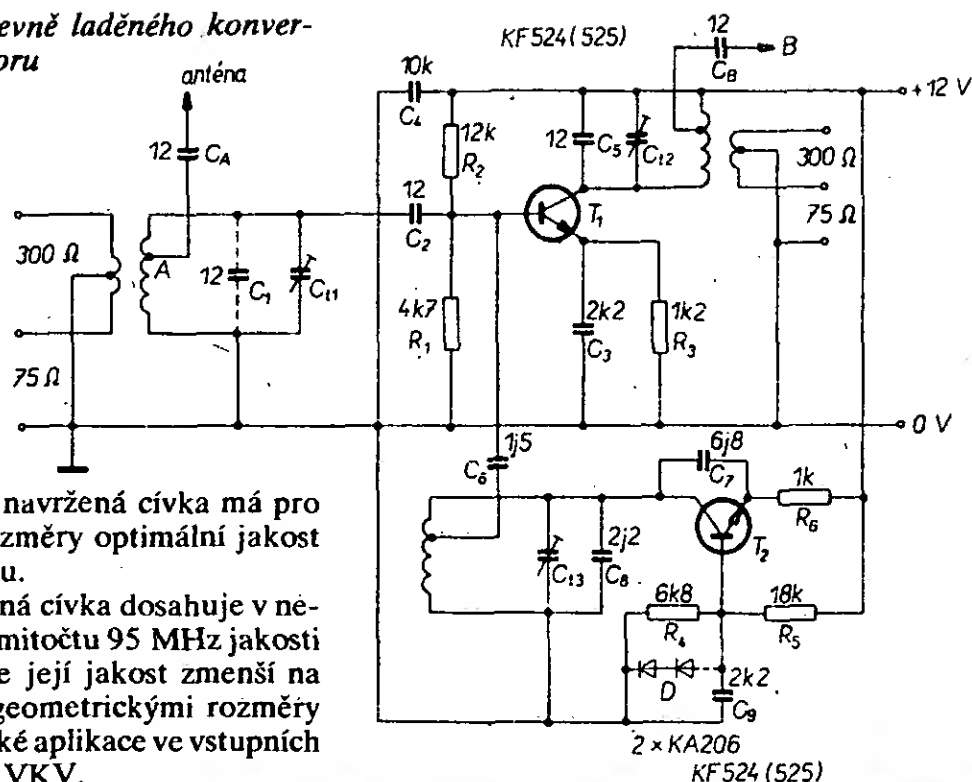 evně laděného konver-
oru
anténa
12
C_A
300 Ω
75 Ω
A
12
C_1
C_t1
10k
C_4
12k
R_2
12
C_2
4k7
R_1
KF524(525)
12
C_5
C_t2
T_1
2k2
C_3
1k2
R_3
12
C_B
B
+12 V
300 Ω
75 Ω
0 V
1j5
C_6
C_t3
2j2
C_8
6j8
C_7
1k
R_6
T_2
6k8
R_4
18k
R_5
D
2k2
C_9
2 x KA206
KF524 (525)
navržená cívka má pro
změry optimální jakost
u.
ná cívka dosahuje v ne-
mitočtu 95 MHz jakosti
e její jakost zmenší na
geometrickými rozměry
ké aplikace ve vstupních
VKV.